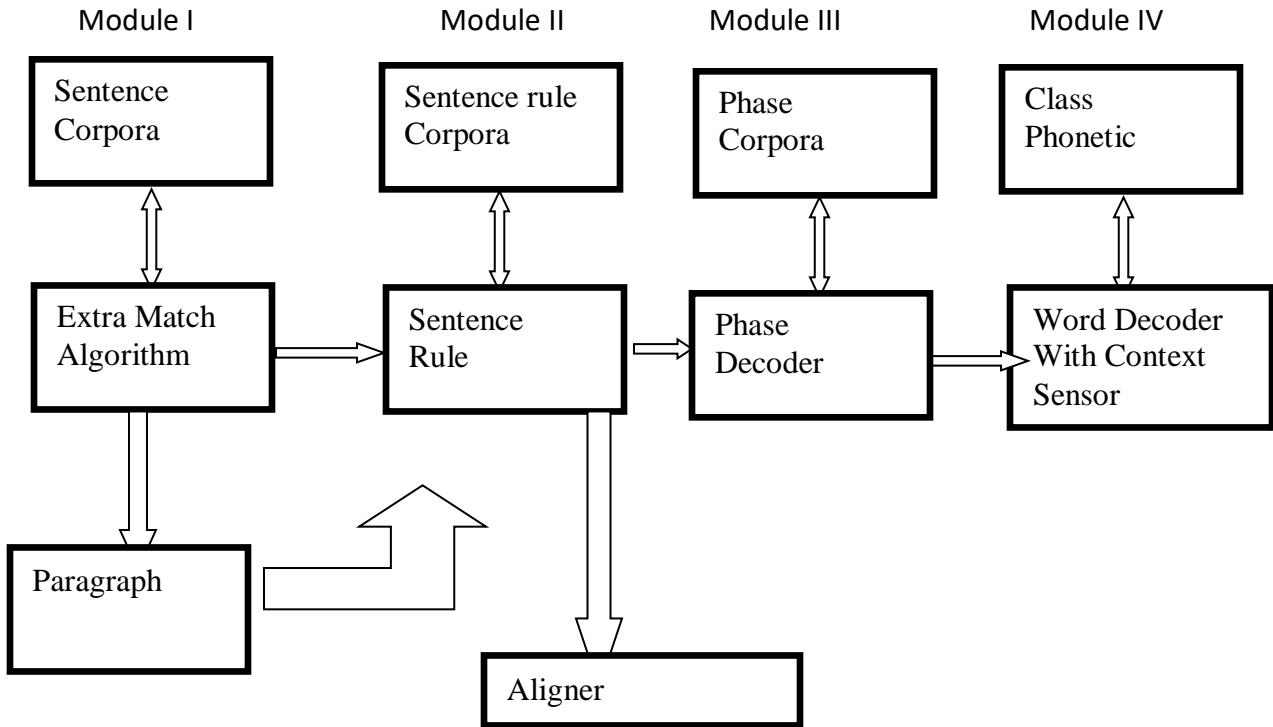 Module I
Module II
Module III
Module IV
Sentence
Corpora
Sentence rule
Corpora
Phase
Corpora
Class
Phonetic
Extra Match
Algorithm
Sentence
Rule
Phase
Decoder
Word Decoder
With Context
Sensor
Paragraph
Aligner